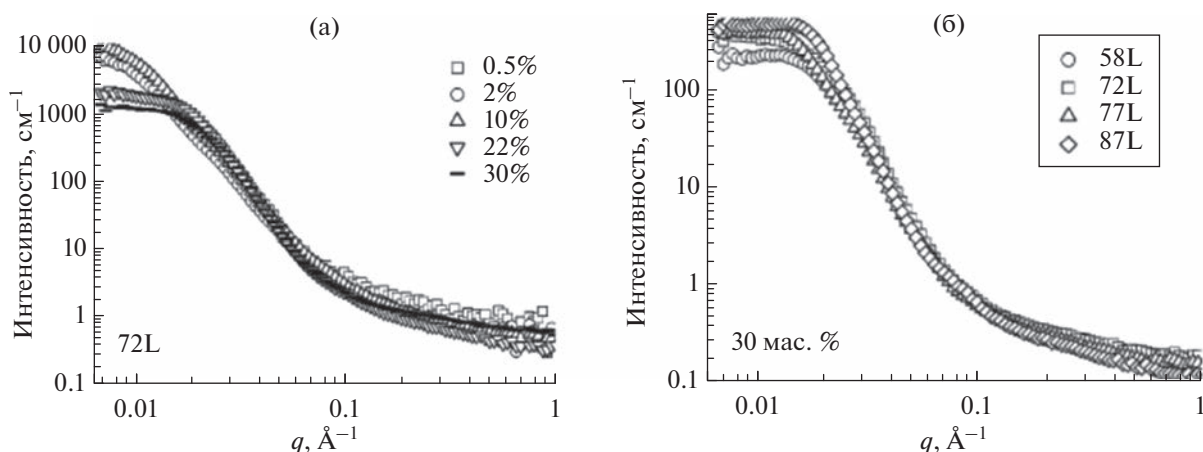 (а)
10 000
1000
100
10
1
0.1
Интенсивность, см⁻¹
0.5%
2%
10%
22%
30%
72L
0.01
0.1
1
q, Å⁻¹
(б)
100
10
1
0.1
Интенсивность, см⁻¹
58L
72L
77L
87L
30 мас. %
0.01
0.1
1
q, Å⁻¹